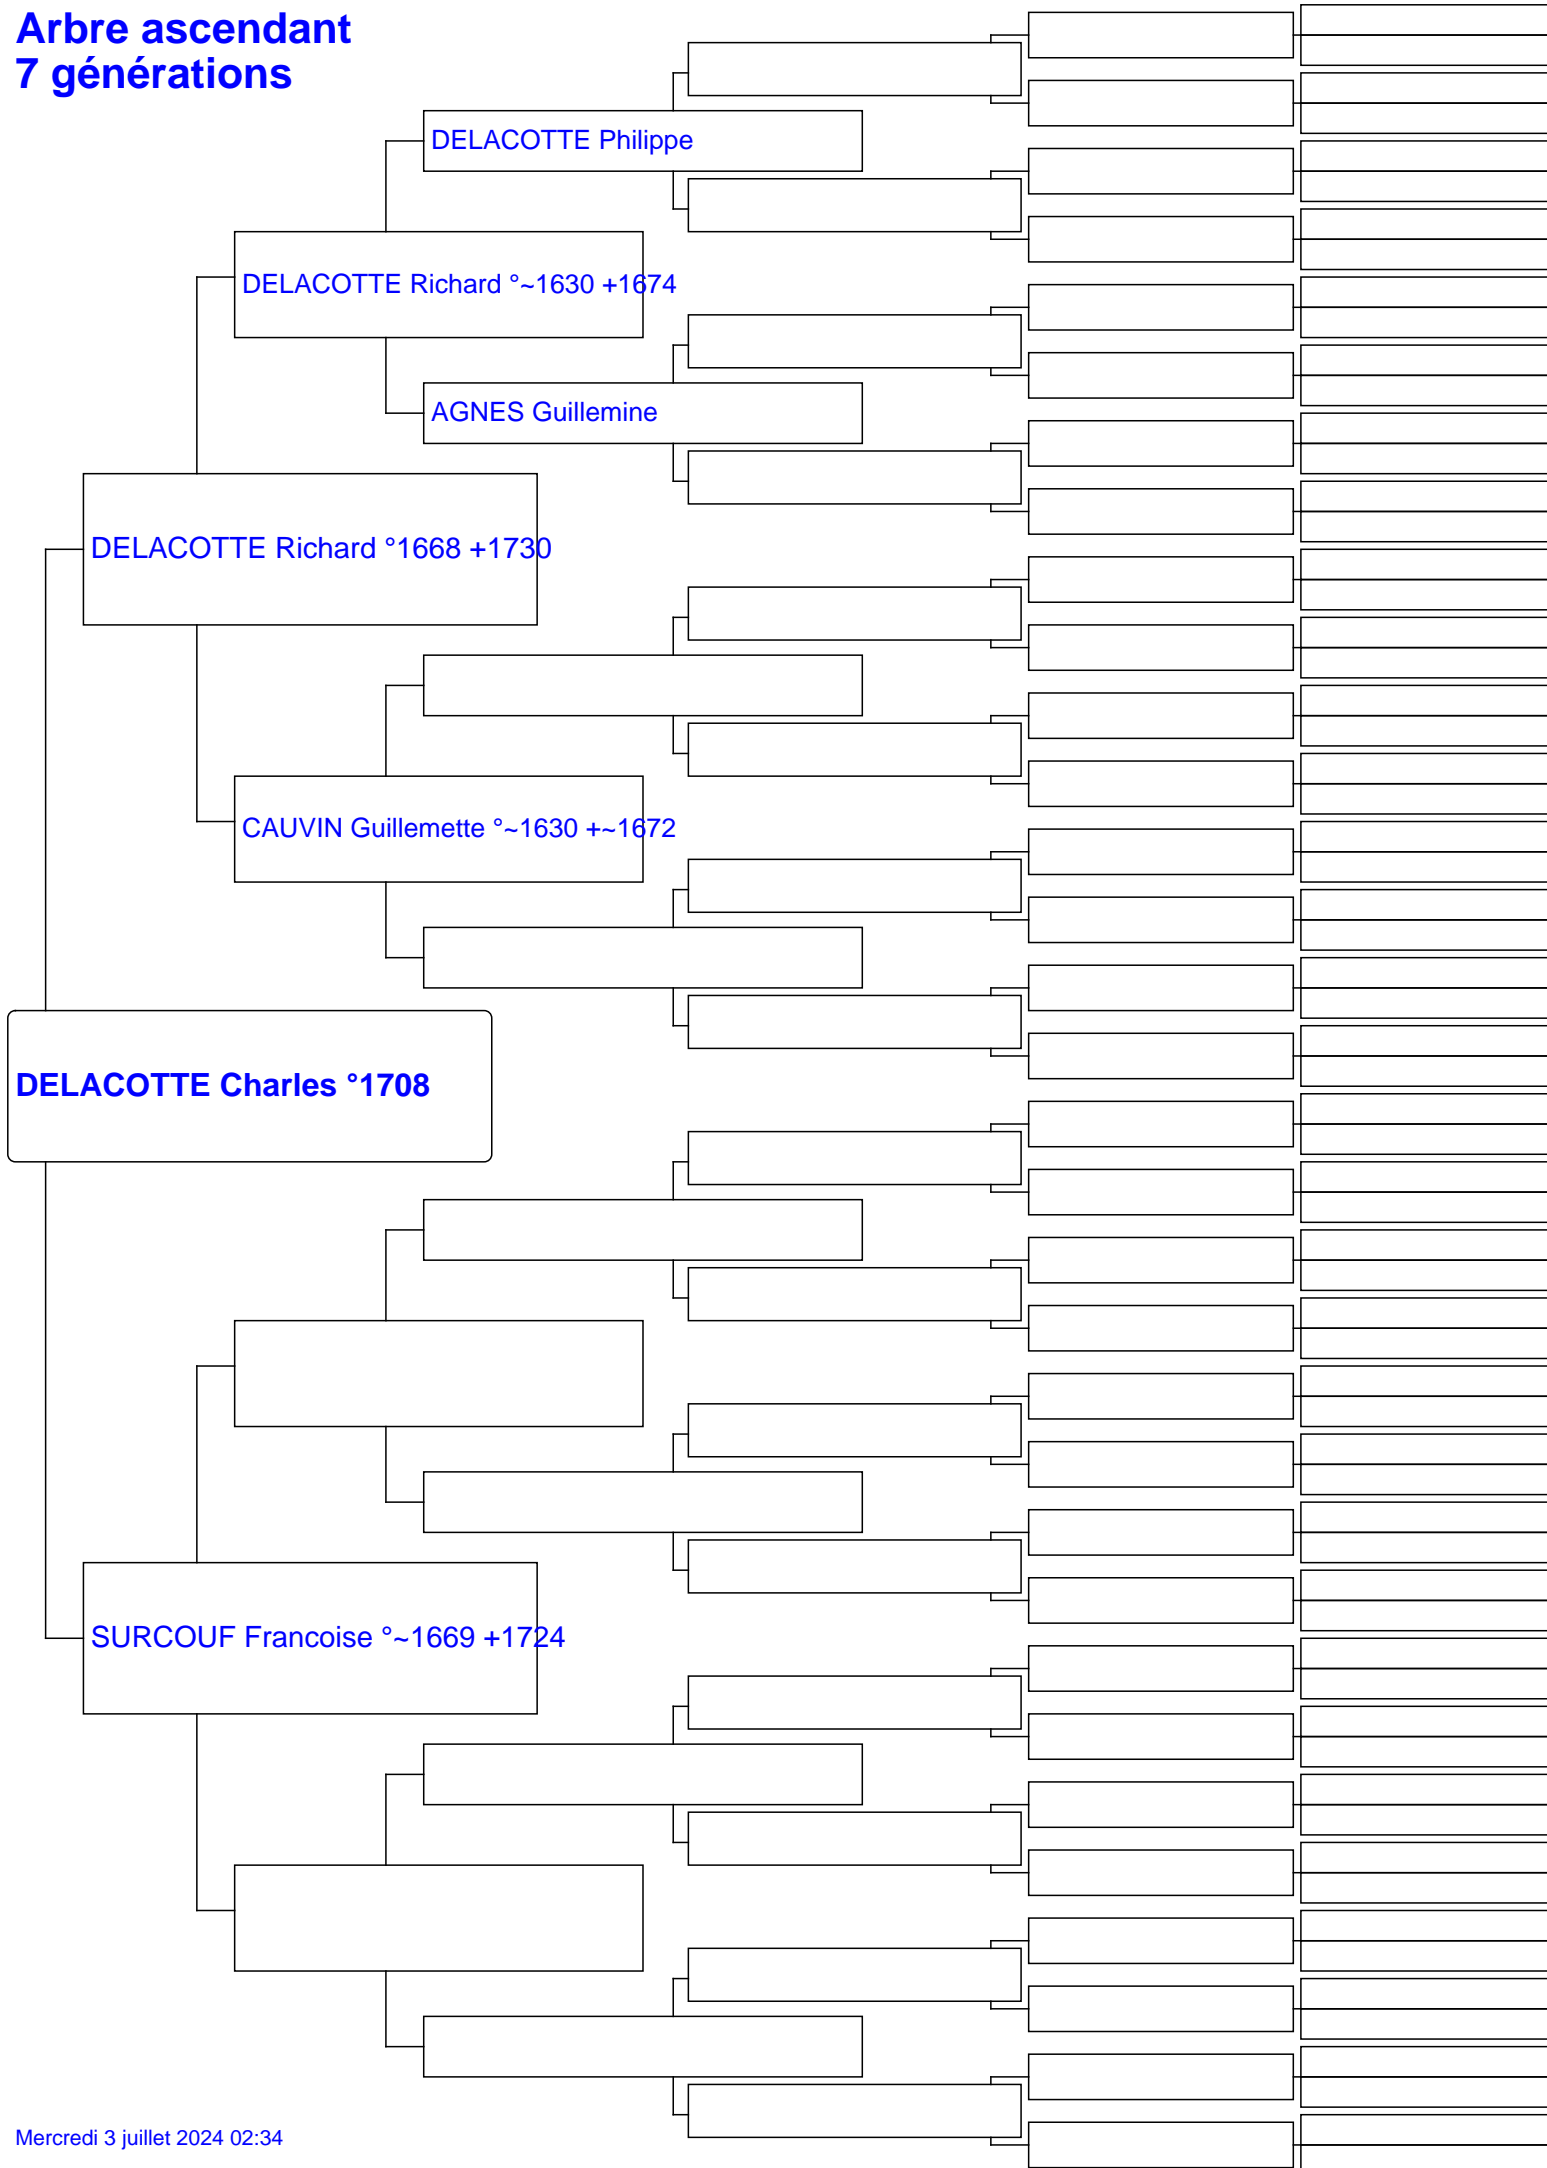 Arbre ascendant
7 générations
DELACOTTE Philippe
DELACOTTE Richard °~1630 +1674
AGNES Guillemine
DELACOTTE Richard °1668 +1730
CAUVIN Guillemette °~1630 +~1672
DELACOTTE Charles °1708
SURCOUF Francoise °~1669 +1724
Mercredi 3 juillet 2024 02:34